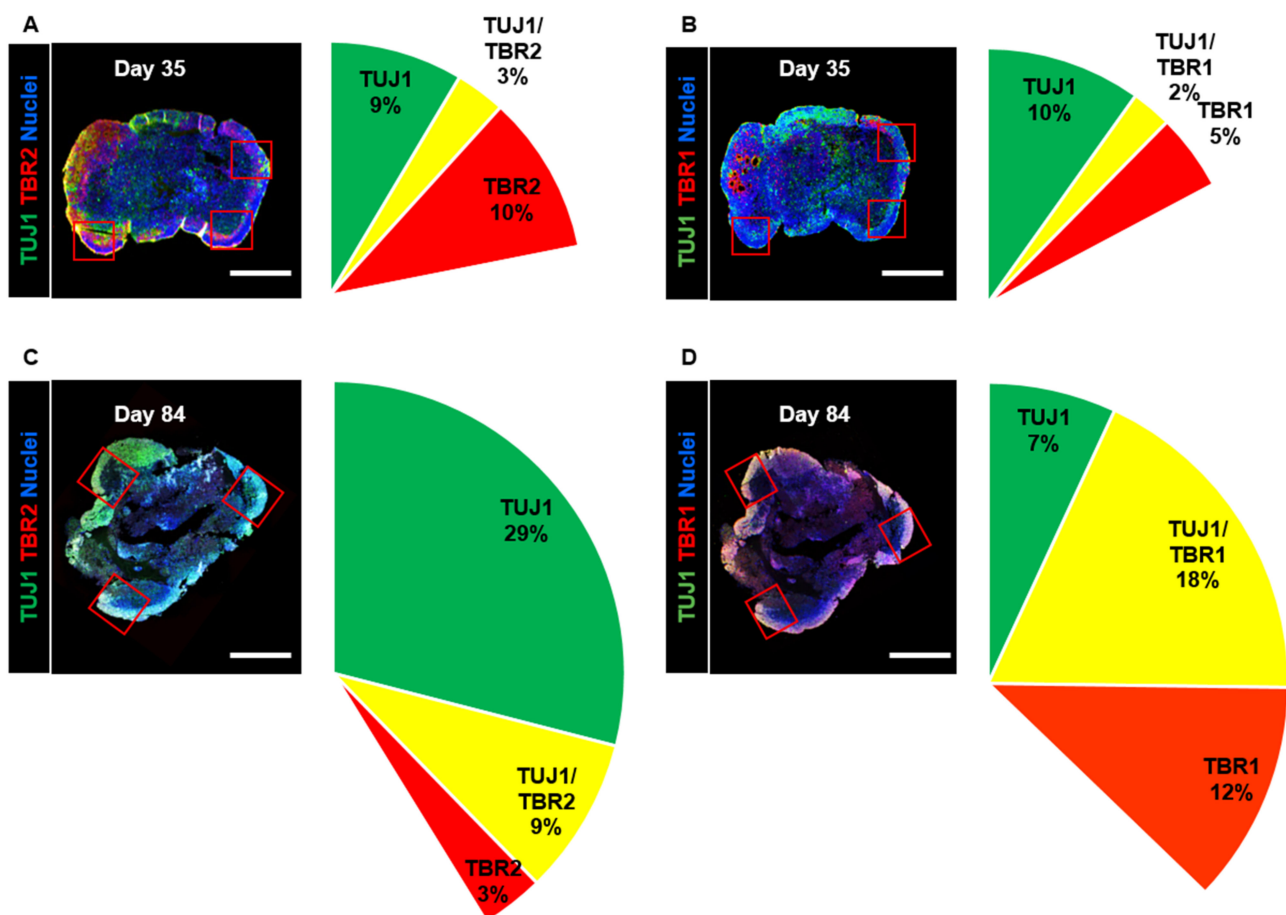 A
TUJ1 TBR2 Nuclei
Day 35
TUJ1
9%
TUJ1/
TBR2
3%
TBR2
10%
B
TUJ1 TBR1 Nuclei
Day 35
TUJ1
10%
TUJ1/
TBR1
2%
TBR1
5%
C
TUJ1 TBR2 Nuclei
Day 84
TUJ1
29%
TUJ1/
TBR2
9%
TBR2
3%
D
TUJ1 TBR1 Nuclei
Day 84
TUJ1
7%
TUJ1/
TBR1
18%
TBR1
12%